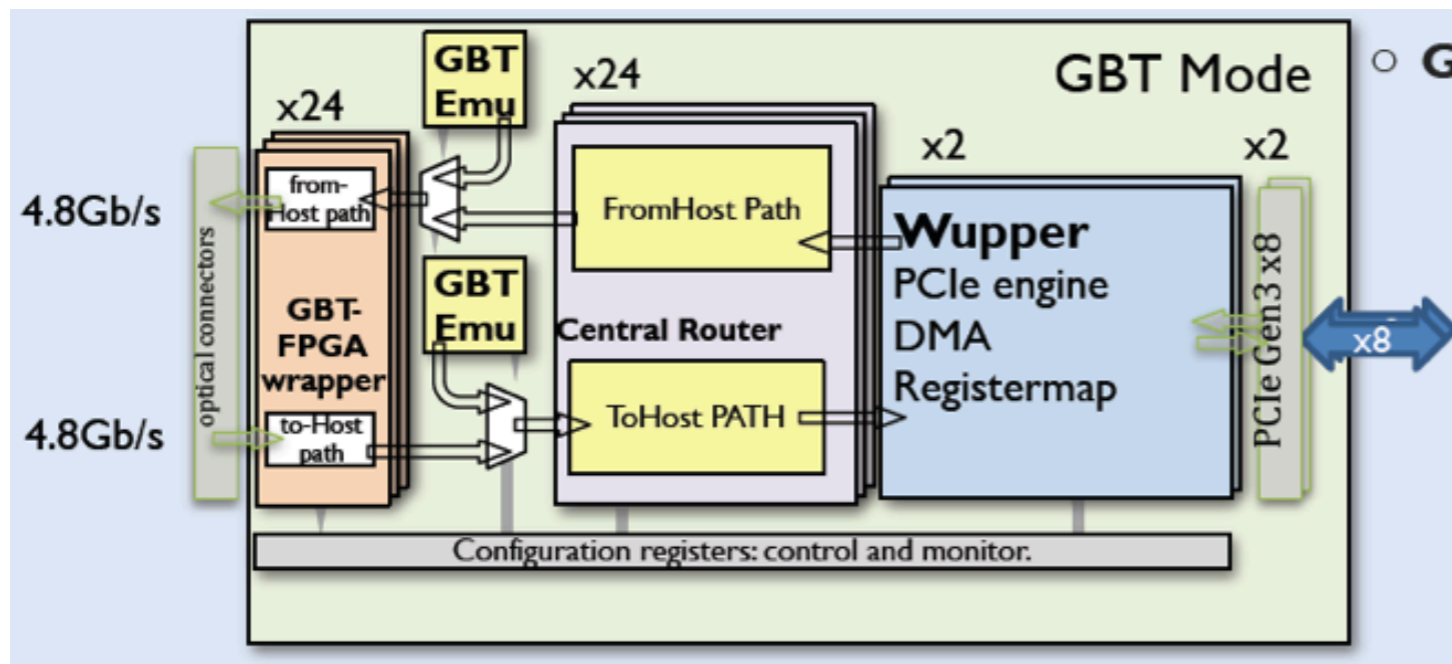 GBT Mode
G
x24
GBT
Emu
x24
x2
x2
4.8Gb/s
from-
Host path
FromHost Path
Wupper
PCIe engine
DMA
Registermap
optical connectors
GBT-
FPGA
wrapper
GBT
Emu
Central Router
PCIe Gen3 x8
x8
4.8Gb/s
to-Host
path
ToHost PATH
Configuration registers: control and monitor.